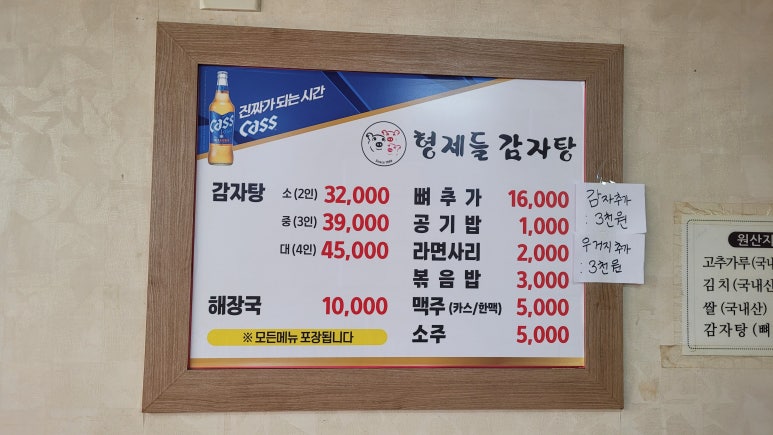 진짜가 되는 시간
Cass
형제들 감자탕
감자탕 소 (2인) 32,000
중 (3인) 39,000
대 (4인) 45,000
해장국 10,000
※ 모든메뉴 포장됩니다
뼈 추 가 16,000
공 기 밥 1,000
라면사리 2,000
볶 음 밥 3,000
맥주 (카스/한맥) 5,000
소주 5,000
감자추가
: 3천원
우거지추가
: 3천원
원산지
고추가루(국내
김 치 (국내산
쌀 (국내산)
감자탕 (뼈